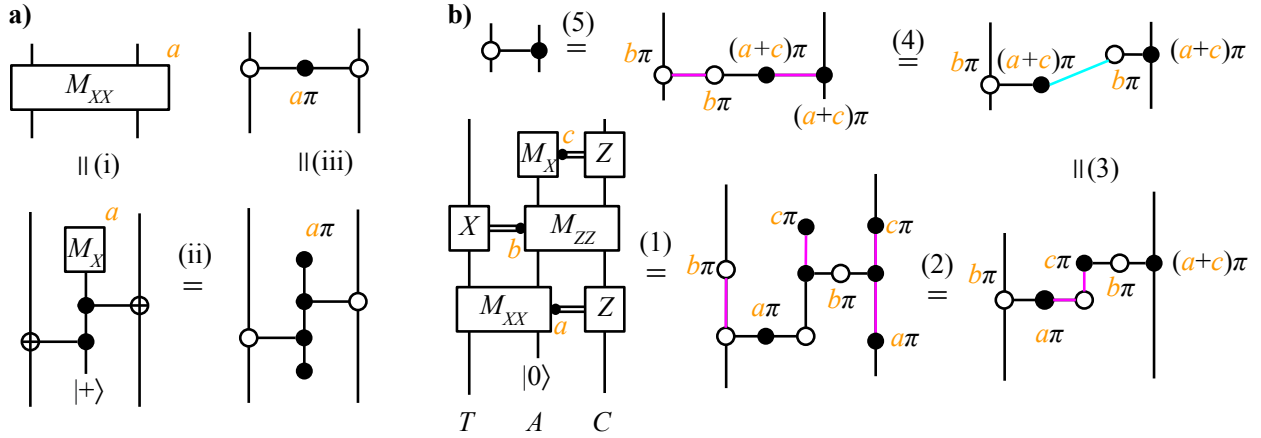 a)
a
M_XX
aπ
|| (i)
|| (iii)
a
M_X
(ii)
=
aπ
|+⟩
b)
(5)
=
bπ
(a+c)π
bπ
(a+c)π
(4)
=
bπ
(a+c)π
bπ
(a+c)π
c
M_X
Z
X
b
M_ZZ
M_XX
a
Z
|0⟩
T A C
(1)
=
bπ
cπ
cπ
bπ
aπ
aπ
(2)
=
|| (3)
bπ
cπ
bπ
(a+c)π
aπ